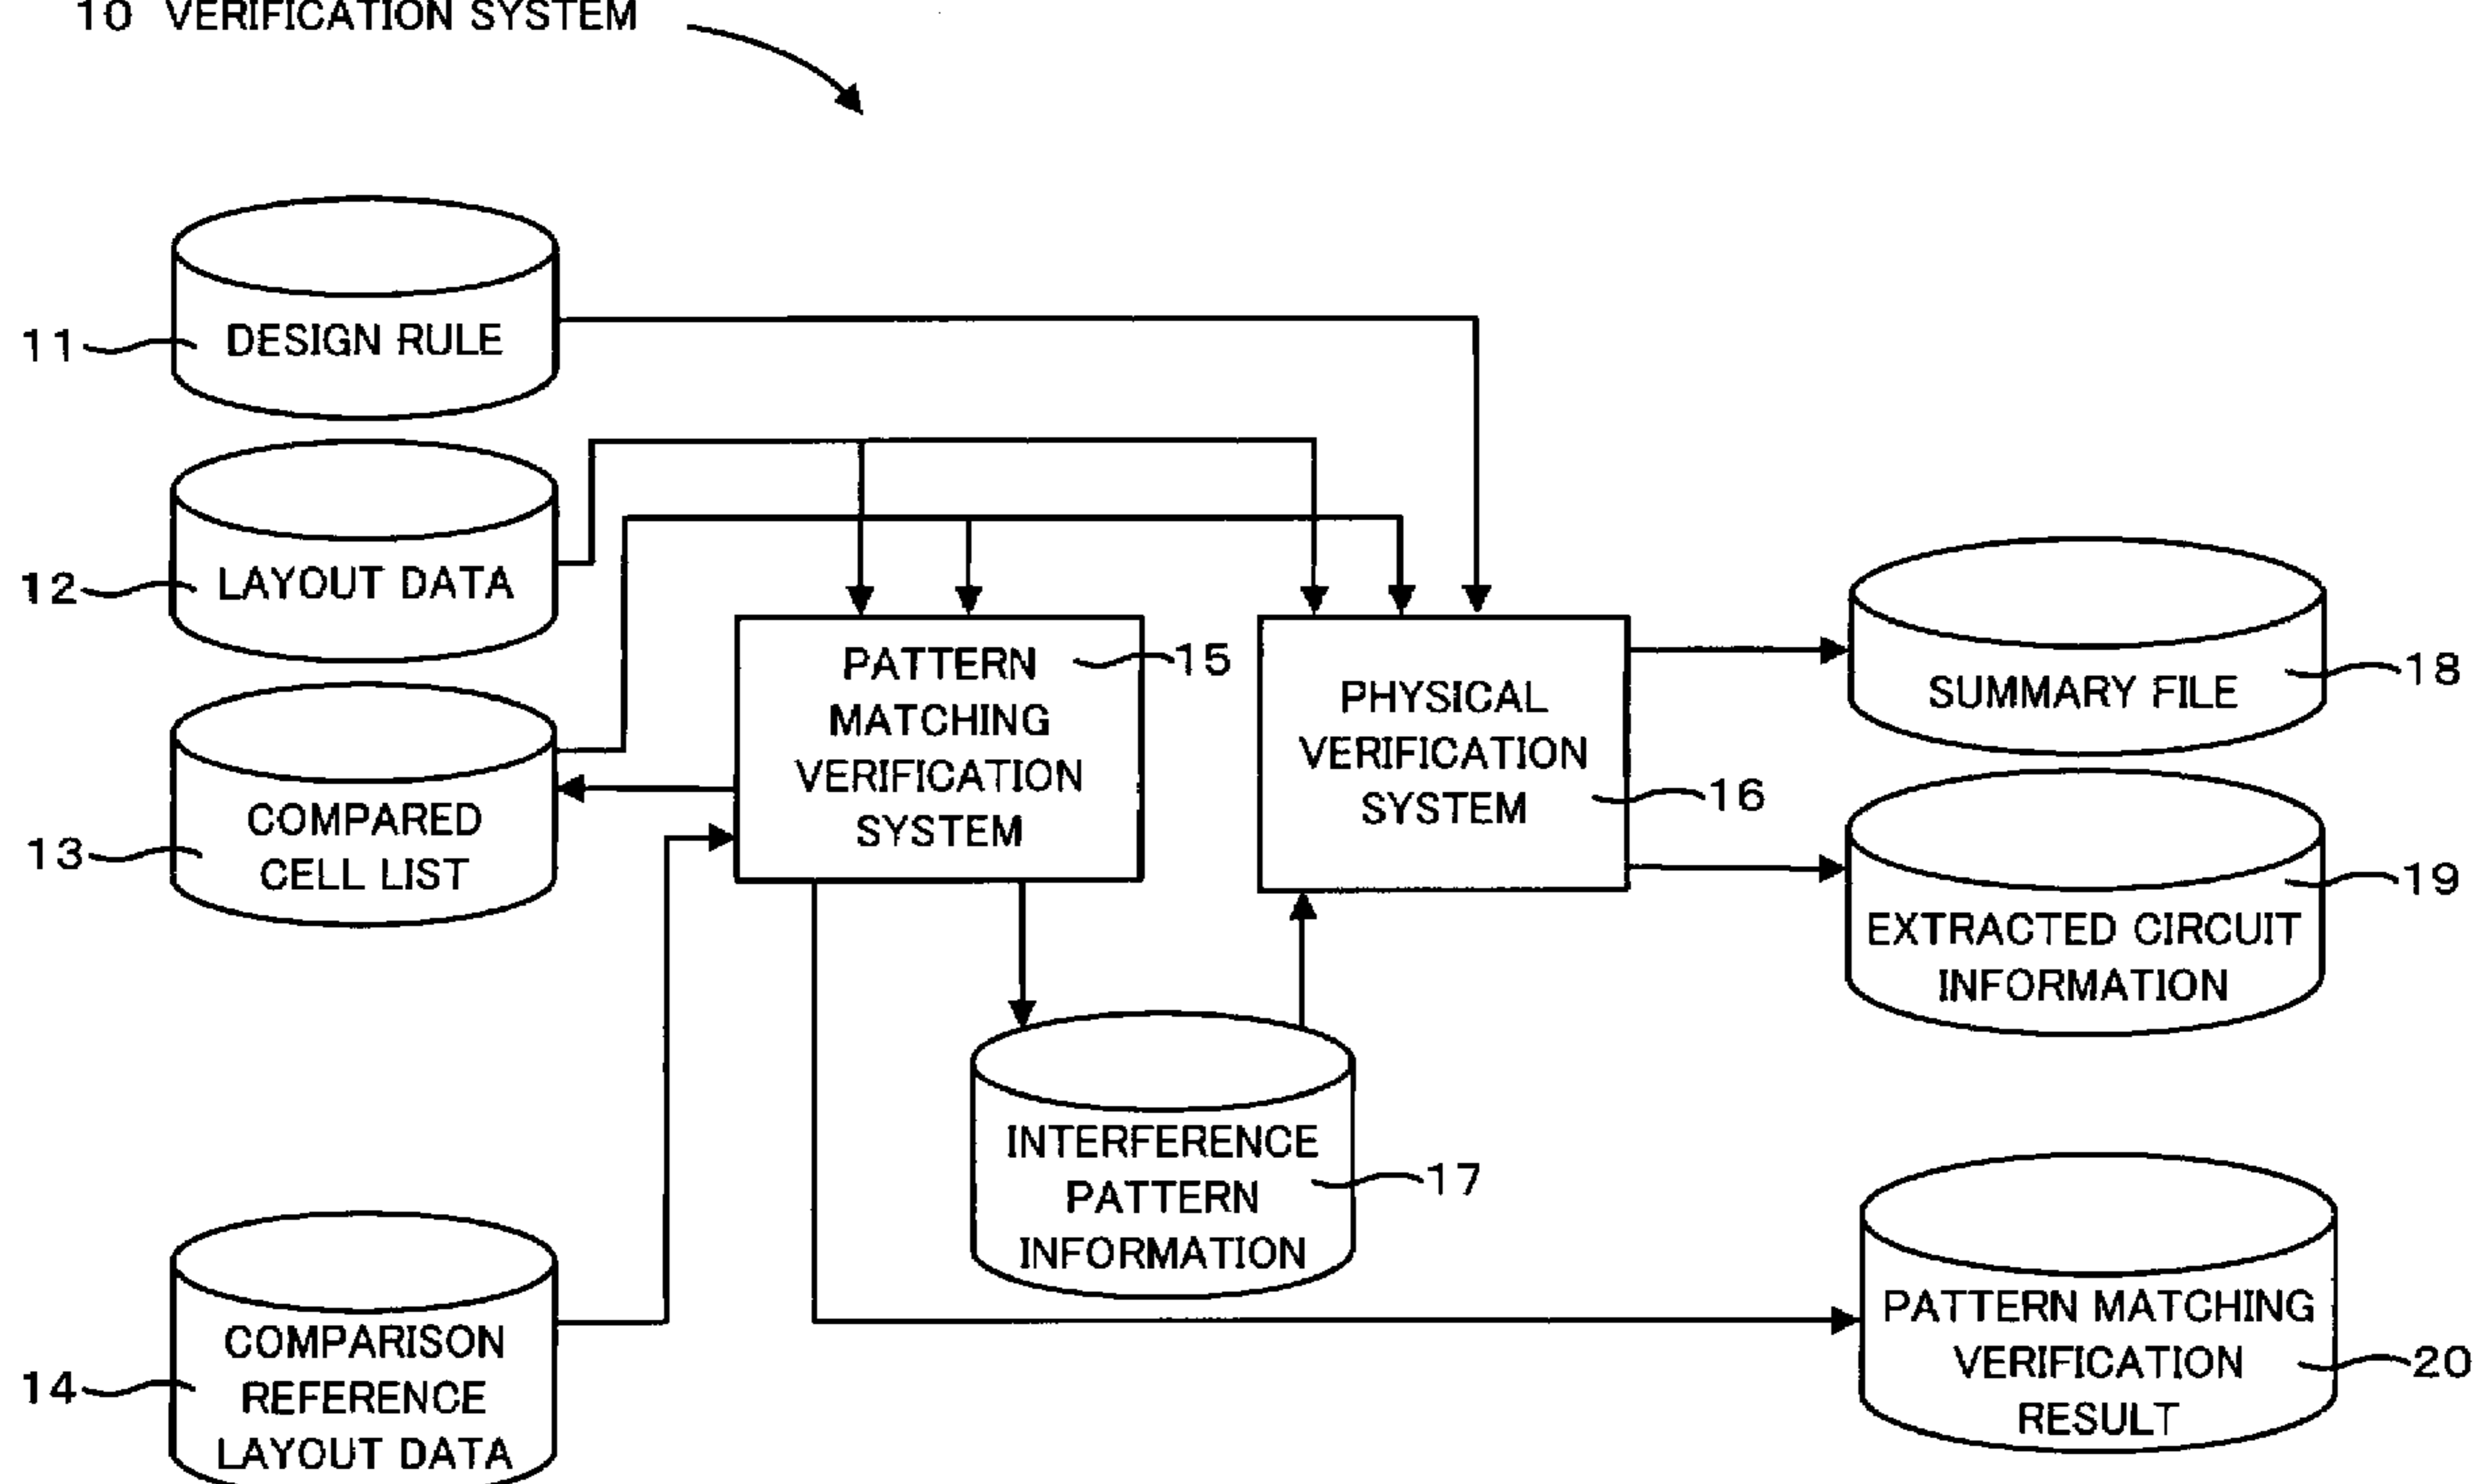 10 VERIFICATION SYSTEM
11
DESIGN RULE
12
LAYOUT DATA
13
COMPARED
CELL LIST
14
COMPARISON
REFERENCE
LAYOUT DATA
15
PATTERN
MATCHING
VERIFICATION
SYSTEM
16
PHYSICAL
VERIFICATION
SYSTEM
17
INTERFERENCE
PATTERN
INFORMATION
18
SUMMARY FILE
19
EXTRACTED CIRCUIT
INFORMATION
20
PATTERN MATCHING
VERIFICATION
RESULT